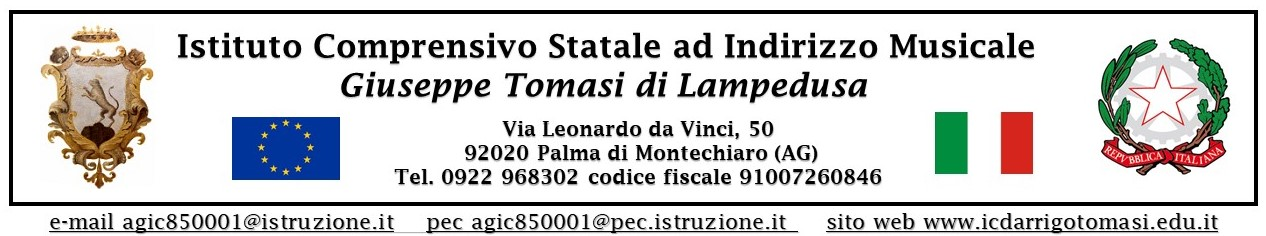 Istituto Comprensivo Statale ad Indirizzo Musicale
Giuseppe Tomasi di Lampedusa
Via Leonardo da Vinci, 50
92020 Palma di Montechiaro (AG)
Tel. 0922 968302 codice fiscale 91007260846
REPVBBLICA ITALIANA
e-mail agic850001@istruzione.it pec agic850001@pec.istruzione.it sito web www.icdarrigotomasi.edu.it